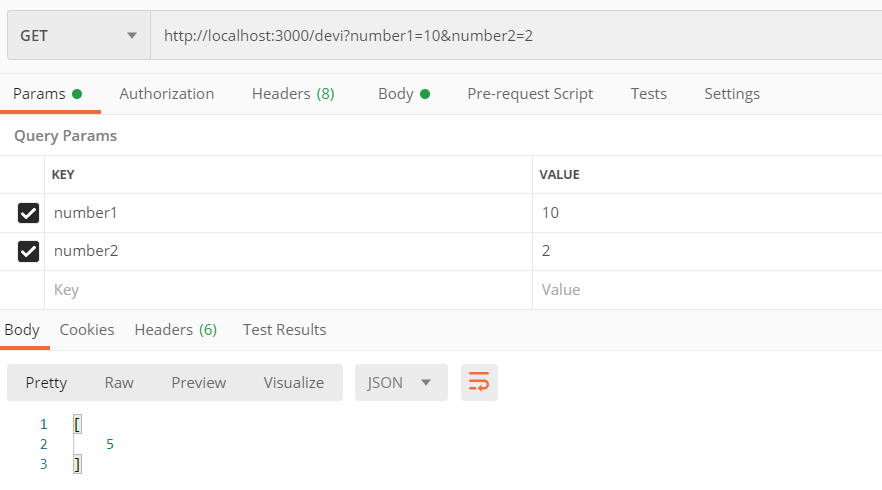 GET http://localhost:3000/devi?number1=10&number2=2
Params Authorization Headers (8) Body Pre-request Script Tests Settings
Query Params
KEY VALUE
number1 10
number2 2
Key Value
Body Cookies Headers (6) Test Results
Pretty Raw Preview Visualize JSON
1 [
2 5
3 ]